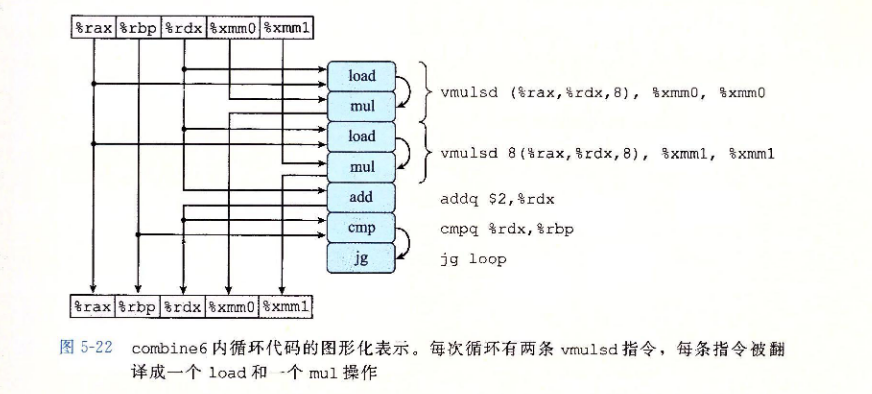 %rax %rbp %rdx %xmm0 %xmm1
load
mul
vmulsd (%rax,%rdx,8), %xmm0, %xmm0
load
mul
vmulsd 8(%rax,%rdx,8), %xmm1, %xmm1
add
addq $2,%rdx
cmp
cmpq %rdx,%rbp
jg
jg loop
%rax %rbp %rdx %xmm0 %xmm1
图 5-22 combine6 内循环代码的图形化表示。每次循环有两条 vmulsd 指令，每条指令被翻
译成一个 load 和一个 mul 操作